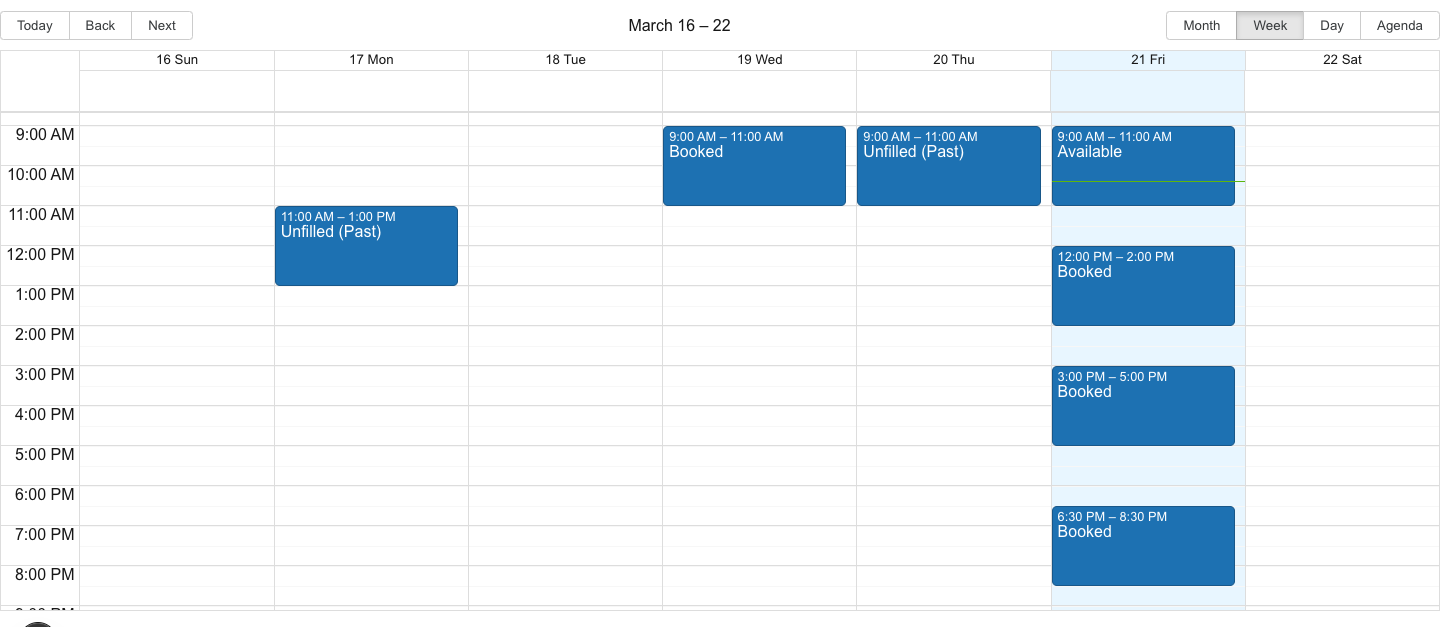 Today Back Next March 16 – 22 Month Week Day Agenda
16 Sun 17 Mon 18 Tue 19 Wed 20 Thu 21 Fri 22 Sat
9:00 AM
10:00 AM
11:00 AM
12:00 PM
1:00 PM
2:00 PM
3:00 PM
4:00 PM
5:00 PM
6:00 PM
7:00 PM
8:00 PM
11:00 AM – 1:00 PM
Unfilled (Past)
9:00 AM – 11:00 AM
Booked
9:00 AM – 11:00 AM
Unfilled (Past)
9:00 AM – 11:00 AM
Available
12:00 PM – 2:00 PM
Booked
3:00 PM – 5:00 PM
Booked
6:30 PM – 8:30 PM
Booked